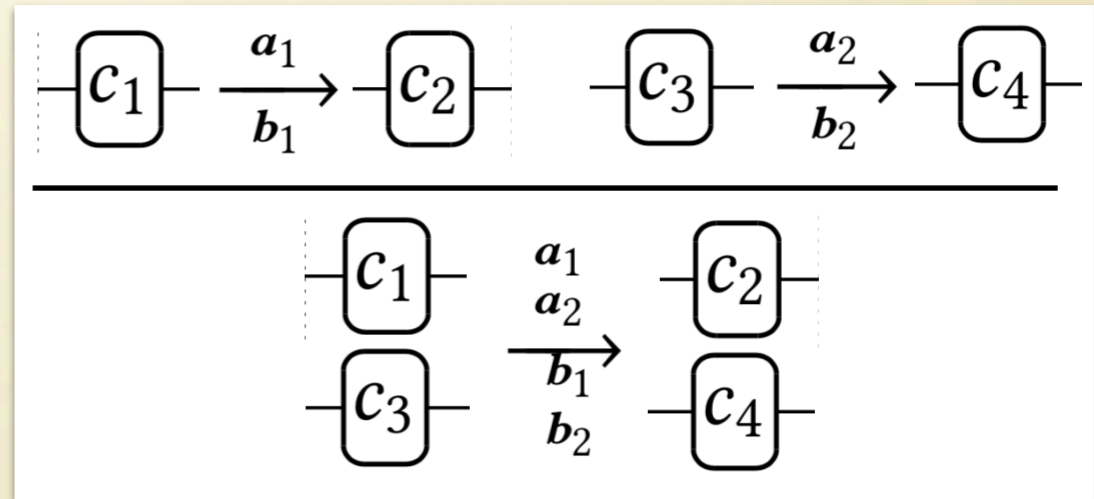 c₁ a₁ b₁ c₂ c₃ a₂ b₂ c₄
c₁ a₁ a₂ b₁ b₂ c₂
c₃ c₄